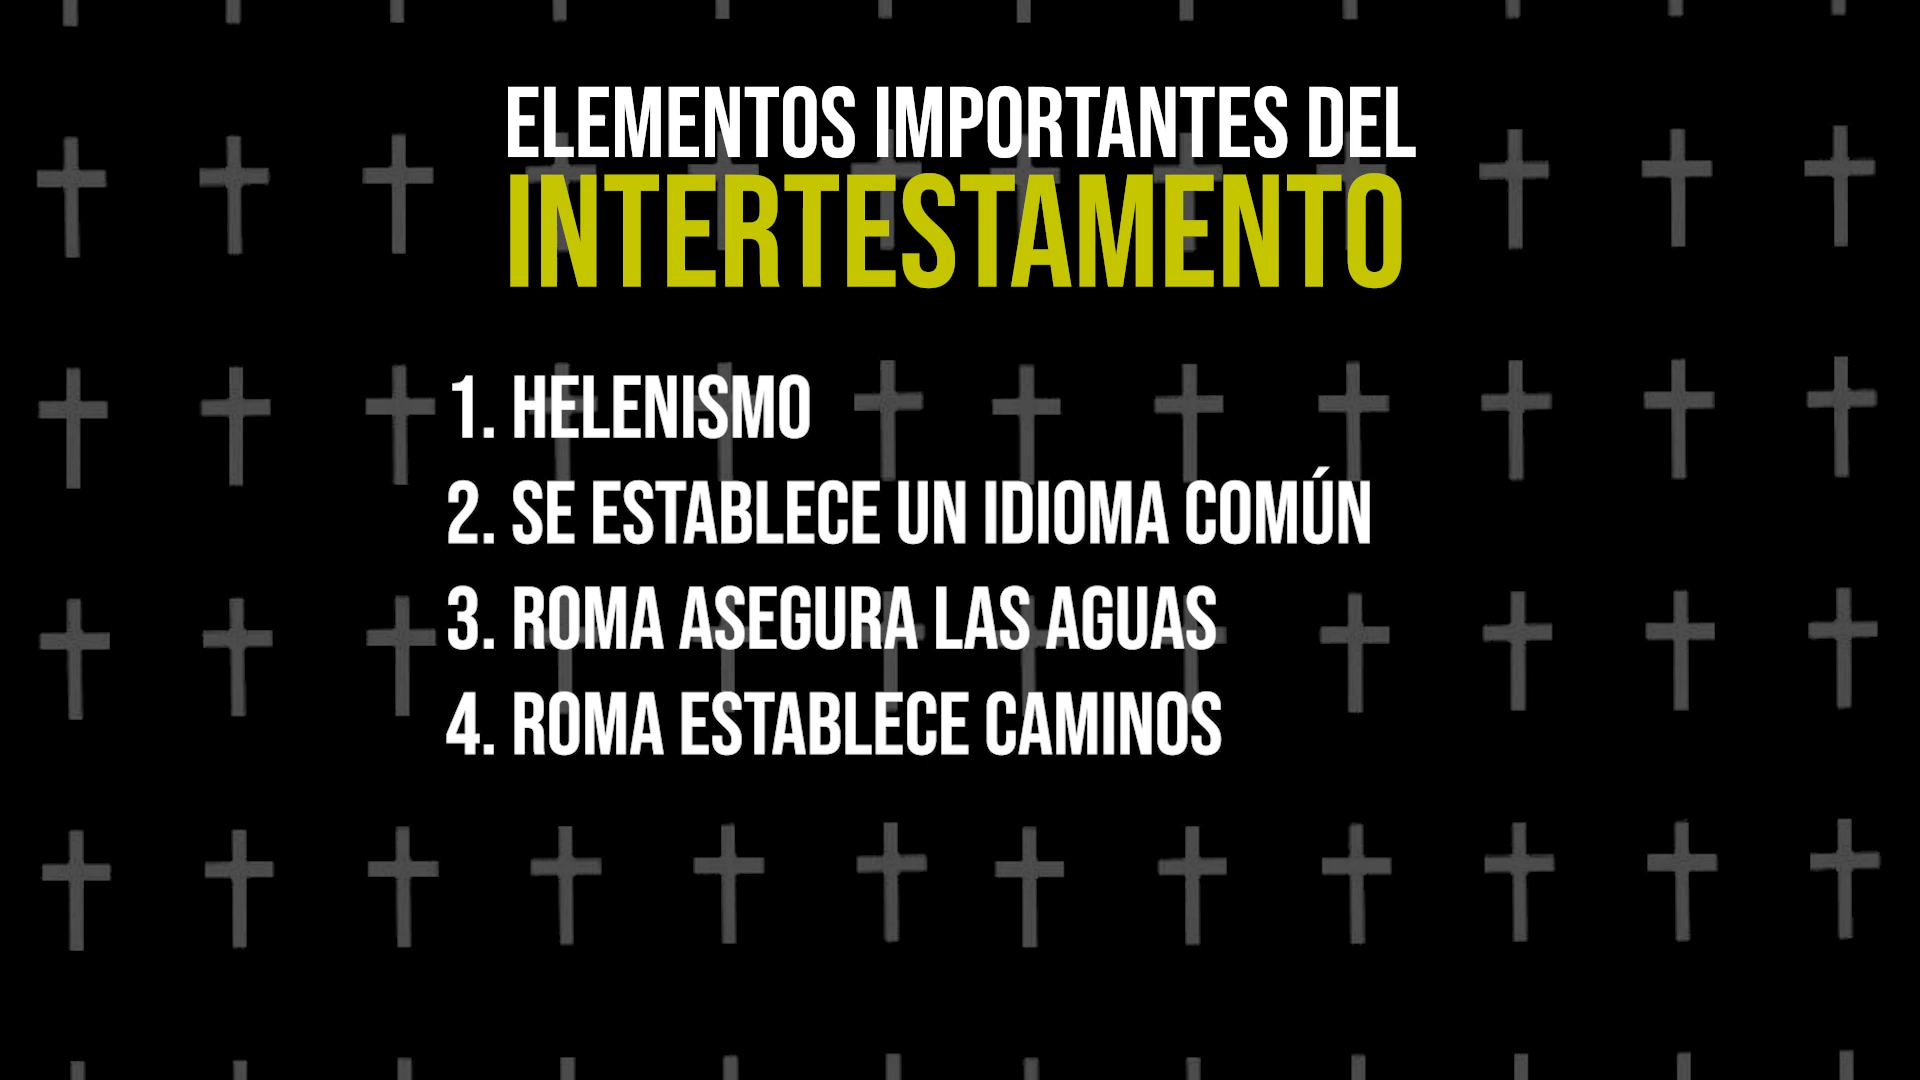 ELEMENTOS IMPORTANTES DEL
INTERTESTAMENTO
1. HELENISMO
2. SE ESTABLECE UN IDIOMA COMÚN
3. ROMA ASEGURA LAS AGUAS
4. ROMA ESTABLECE CAMINOS